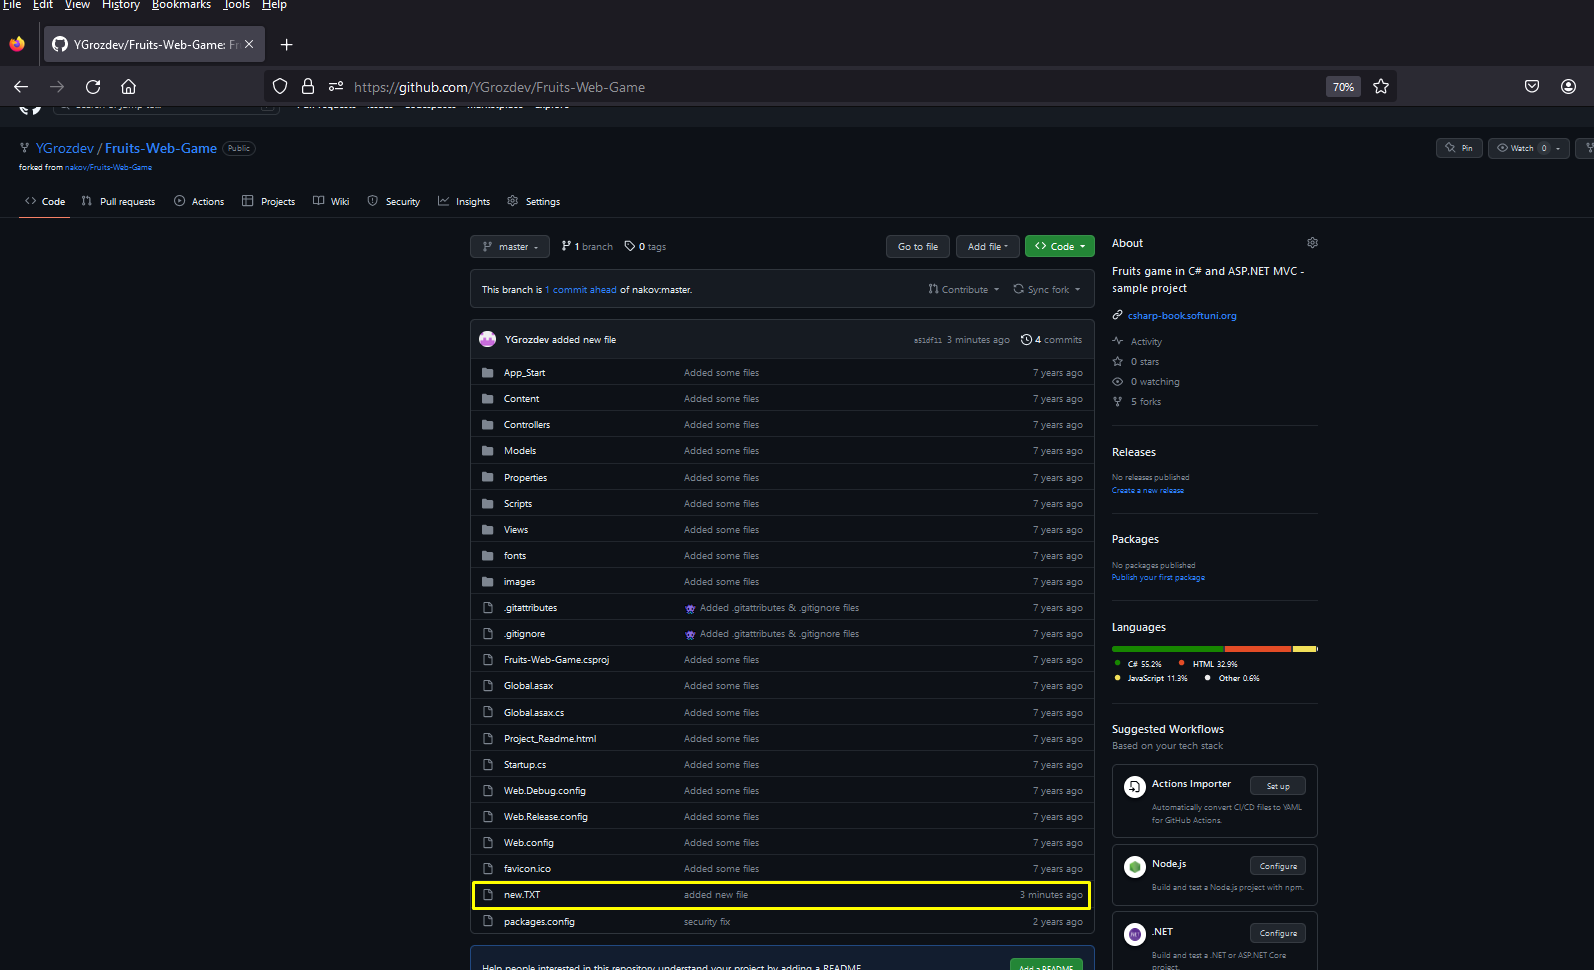 File Edit View History Bookmarks Tools Help
YGrozdev/Fruits-Web-Game: Fr
https://github.com/YGrozdev/Fruits-Web-Game 70%
YGrozdev / Fruits-Web-Game Public
Pin Watch 0
forked from nakov/Fruits-Web-Game
Code Pull requests Actions Projects Wiki Security Insights Settings
master 1 branch 0 tags Go to file Add file Code
This branch is 1 commit ahead of nakov:master. Contribute Sync fork
YGrozdev added new file a51df11 3 minutes ago 4 commits
App_Start Added some files 7 years ago
Content Added some files 7 years ago
Controllers Added some files 7 years ago
Models Added some files 7 years ago
Properties Added some files 7 years ago
Scripts Added some files 7 years ago
Views Added some files 7 years ago
fonts Added some files 7 years ago
images Added some files 7 years ago
.gitattributes Added .gitattributes & .gitignore files 7 years ago
.gitignore Added .gitattributes & .gitignore files 7 years ago
Fruits-Web-Game.csproj Added some files 7 years ago
Global.asax Added some files 7 years ago
Global.asax.cs Added some files 7 years ago
Project_Readme.html Added some files 7 years ago
Startup.cs Added some files 7 years ago
Web.Debug.config Added some files 7 years ago
Web.Release.config Added some files 7 years ago
Web.config Added some files 7 years ago
favicon.ico Added some files 7 years ago
new.TXT added new file 3 minutes ago
packages.config security fix 2 years ago
Help people interested in this repository understand your project by adding a README. Add a README
About
Fruits game in C# and ASP.NET MVC -
sample project
csharp-book.softuni.org
Activity
0 stars
0 watching
5 forks
Releases
No releases published
Create a new release
Packages
No packages published
Publish your first package
Languages
C# 55.2% HTML 32.9%
JavaScript 11.3% Other 0.6%
Suggested Workflows
Based on your tech stack
Actions Importer Set up
Automatically convert CI/CD files to YAML
for GitHub Actions.
Node.js Configure
Build and test a Node.js project with npm.
.NET Configure
Build and test a .NET or ASP.NET Core
project.